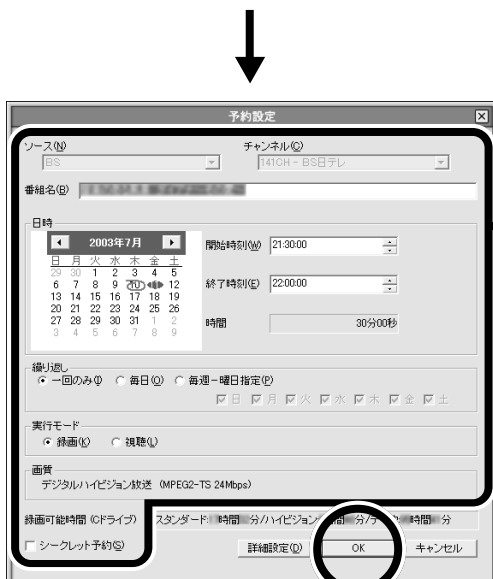 予約設定
ソース(N) チャンネル(C)
BS 141CH - BS日テレ
番組名(B)
日時
2003年7月
日 月 火 水 木 金 土
29 30 1 2 3 4 5
6 7 8 9 10 12
13 14 15 16 17 18 19
20 21 22 23 24 25 26
27 28 29 30 31 1 2
3 4 5 6 7 8 9
開始時刻(W) 21:30:00
終了時刻(E) 22:00:00
時間 30分00秒
繰り返し
一回のみ(I) 毎日(O) 毎週-曜日指定(P)
日 月 火 水 木 金 土
実行モード
録画(K) 視聴(L)
画質
デジタルハイビジョン放送 (MPEG2-TS 24Mbps)
録画可能時間 (Cドライブ) スタンダード: 時間 分/ハイビジョン 間 分/デ 時間 分
シークレット予約(S)
詳細設定(D) OK キャンセル